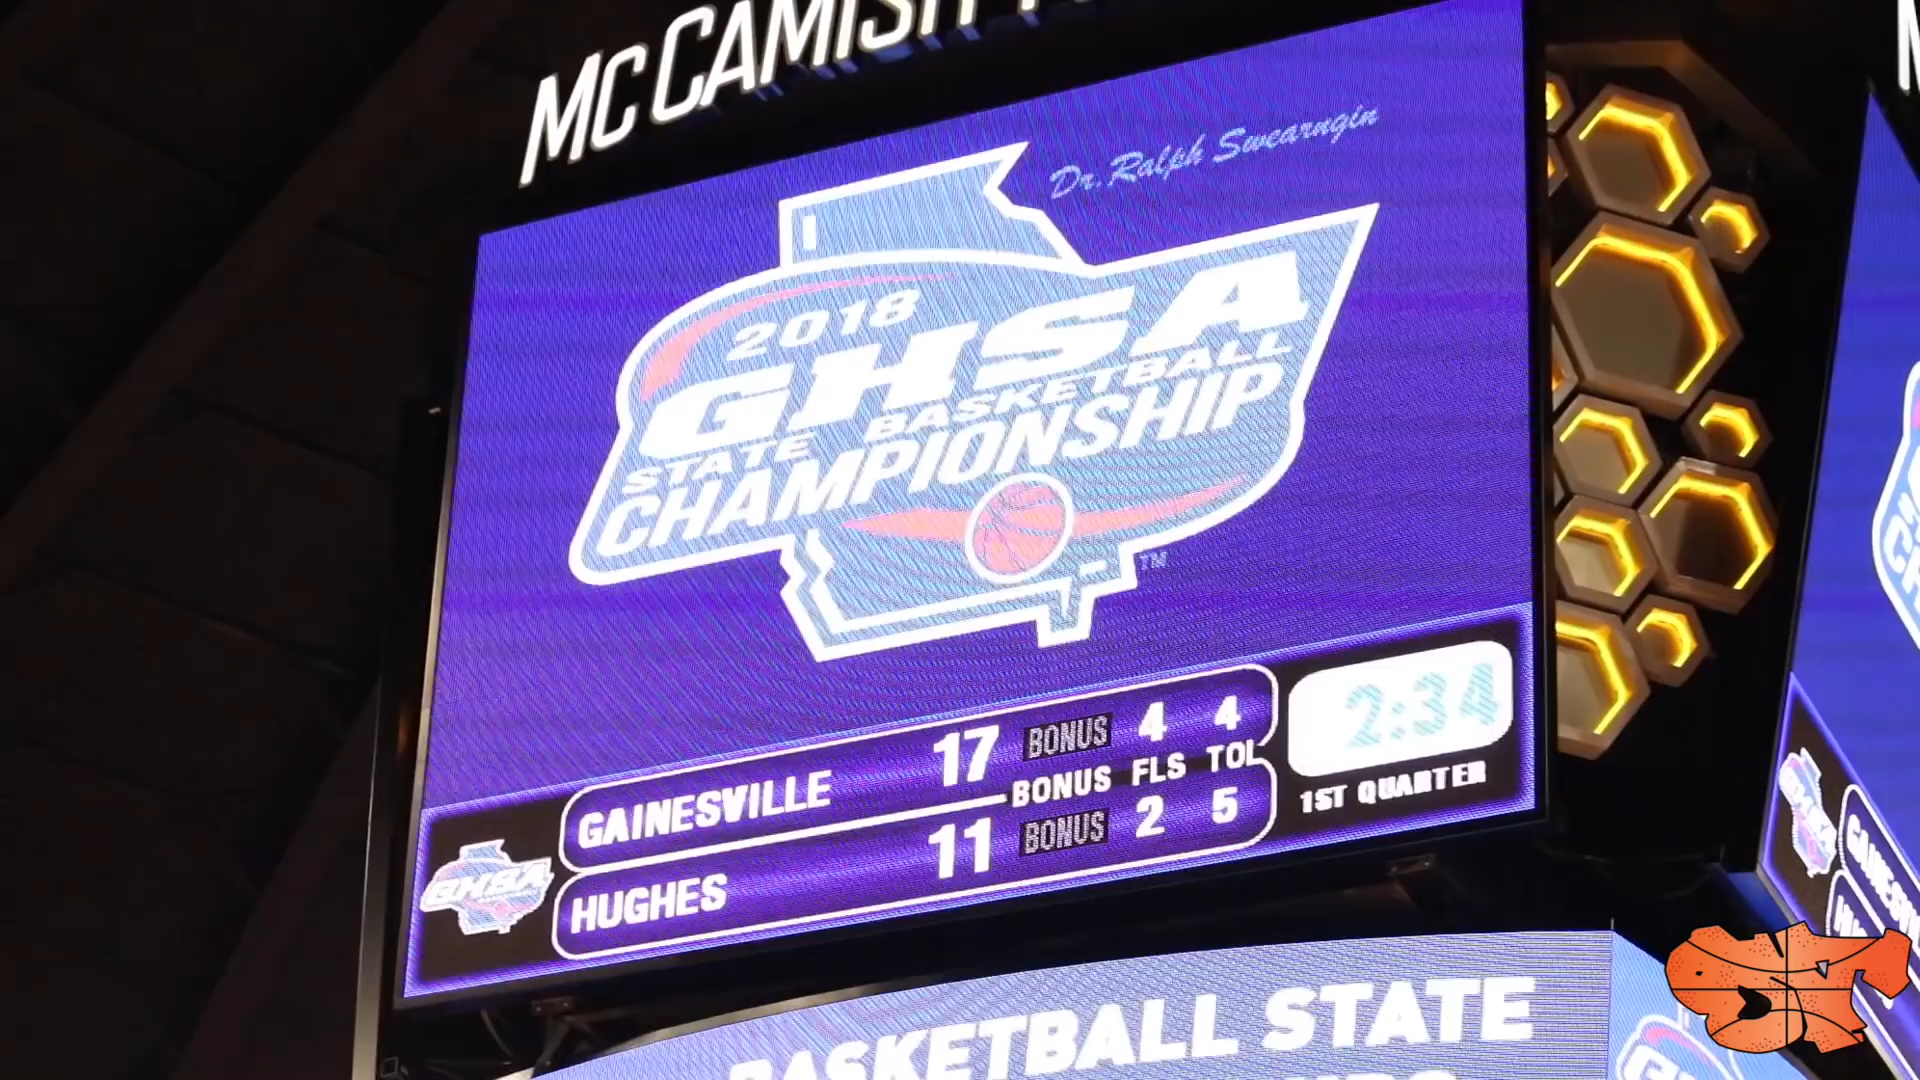 MCCAMISH
Dr. Ralph Swearngin
2018
GHSA
STATE BASKETBALL
CHAMPIONSHIP
TM
GAINESVILLE 17 BONUS 4 4
BONUS FLS TOL
HUGHES 11 BONUS 2 5
2:34
1ST QUARTER
GHSA
BASKETBALL STATE